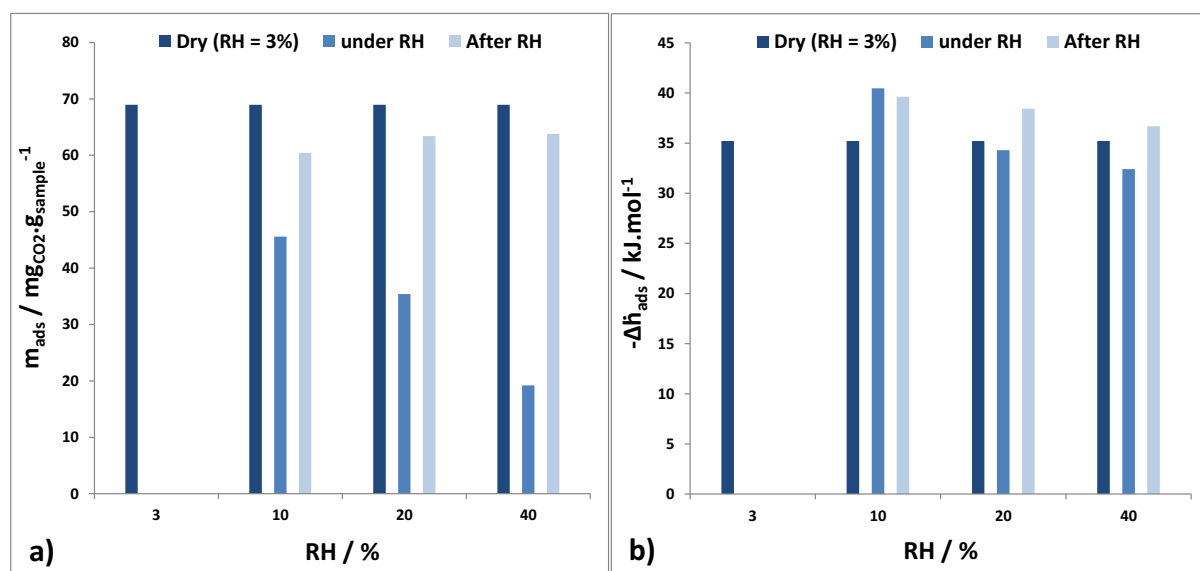 Dry (RH = 3%) under RH After RH
80
70
60
50
40
30
20
10
0
m_ads / mg_CO2·g_sample^-1
3 10 20 40
RH / %
a)
Dry (RH = 3%) under RH After RH
45
40
35
30
25
20
15
10
5
0
-Δḣ_ads / kJ.mol^-1
3 10 20 40
RH / %
b)